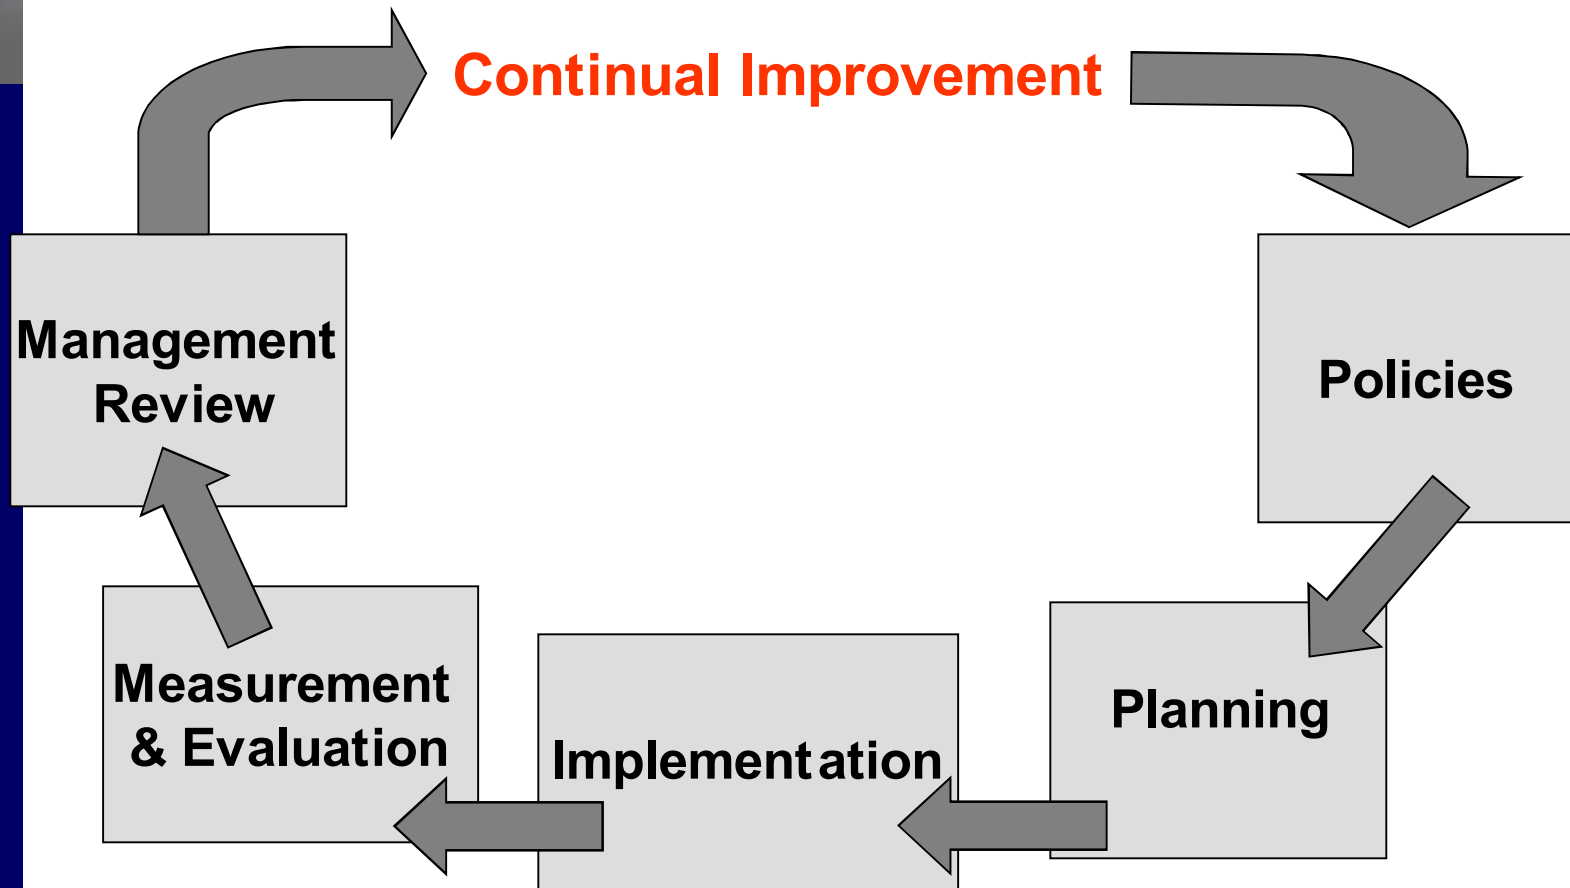 Continual Improvement
Management
Review
Policies
Measurement
& Evaluation
Implementation
Planning